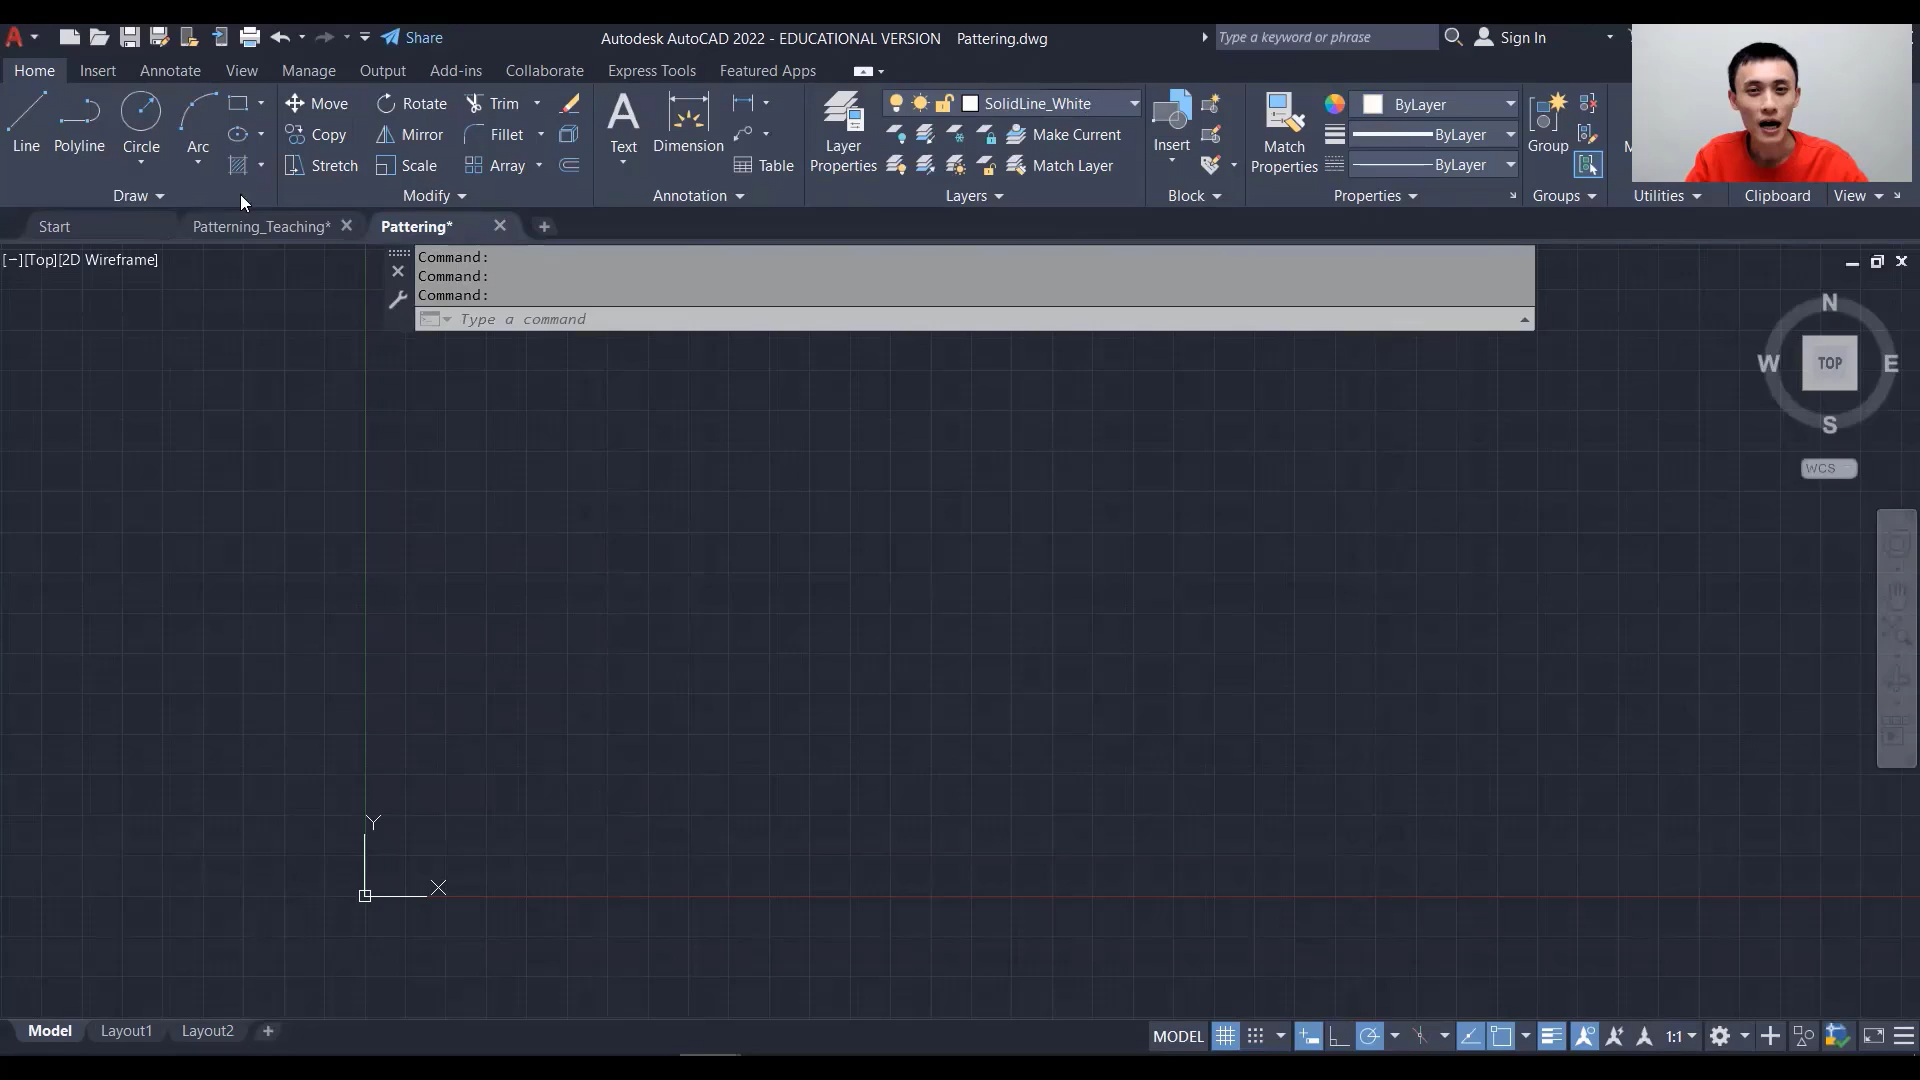 A Share Autodesk AutoCAD 2022 - EDUCATIONAL VERSION Pattering.dwg Type a keyword or phrase Sign In
Home Insert Annotate View Manage Output Add-ins Collaborate Express Tools Featured Apps
Line Polyline Circle Arc
Move Rotate Trim
Copy Mirror Fillet
Stretch Scale Array
Text Dimension Table
Layer Properties
SolidLine_White
Make Current
Match Layer
Insert
Match Properties
ByLayer
ByLayer
ByLayer
Group
Draw Modify Annotation Layers Block Properties Groups Utilities Clipboard View
Start Patterning_Teaching* Pattering*
[−][Top][2D Wireframe]
Command:
Command:
Command:
Type a command
N
W TOP E
S
WCS
Y
X
Model Layout1 Layout2 +
MODEL 1:1